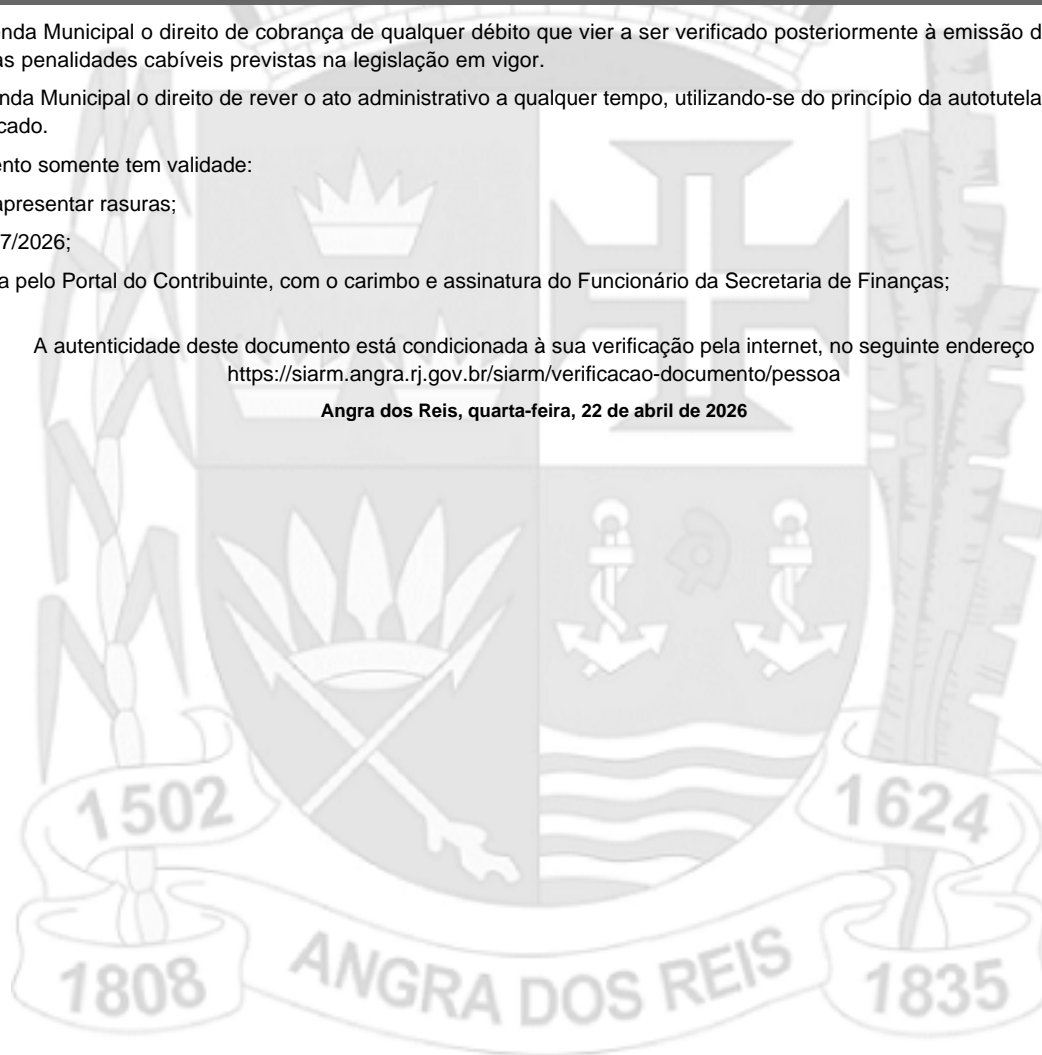 nda Municipal o direito de cobrança de qualquer débito que vier a ser verificado posteriormente à emissão d
as penalidades cabíveis previstas na legislação em vigor.
nda Municipal o direito de rever o ato administrativo a qualquer tempo, utilizando-se do princípio da autotutela
cado.
ento somente tem validade:
apresentar rasuras;
7/2026;
a pelo Portal do Contribuinte, com o carimbo e assinatura do Funcionário da Secretaria de Finanças;
A autenticidade deste documento está condicionada à sua verificação pela internet, no seguinte endereço
https://siarm.angra.rj.gov.br/siarm/verificacao-documento/pessoa
Angra dos Reis, quarta-feira, 22 de abril de 2026
1502
1624
1808
ANGRA DOS REIS
1835